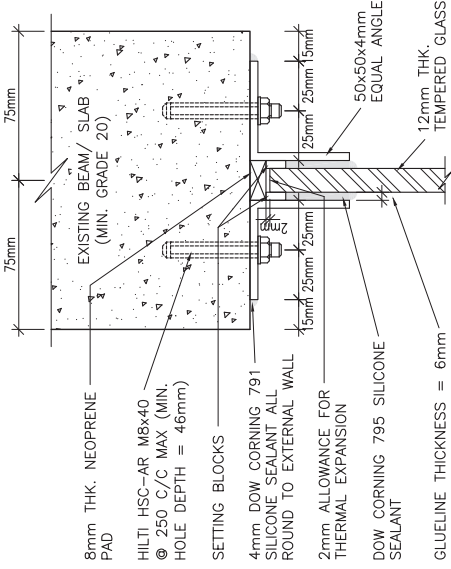 8mm THK. NEOPRENE
PAD
HILTI HSC-AR M8x40
@ 250 C/C MAX (MIN.
HOLE DEPTH = 46mm)
SETTING BLOCKS
4mm DOW CORNING 791
SILICONE SEALANT ALL
ROUND TO EXTERNAL WALL
2mm ALLOWANCE FOR
THERMAL EXPANSION
DOW CORNING 795 SILICONE
SEALANT
GLUELINE THICKNESS = 6mm
75mm
75mm
EXISTING BEAM/ SLAB
(MIN. GRADE 20)
15mm
25mm
25mm
2mm
25mm
25mm
15mm
50x50x4mm
EQUAL ANGLE
12mm THK.
TEMPERED GLASS